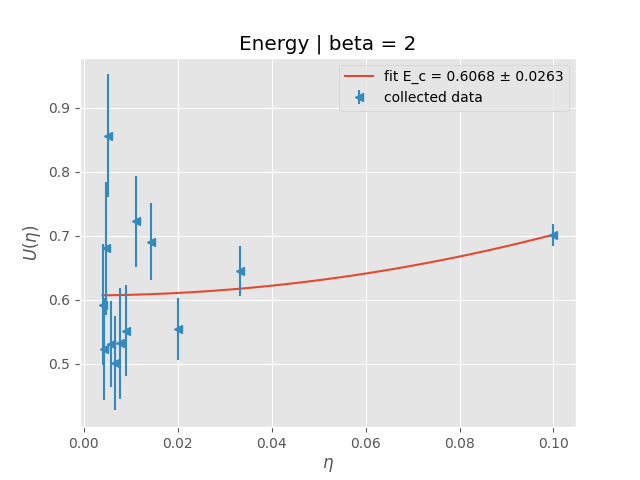 Energy | beta = 2
fit E_c = 0.6068 ± 0.0263
collected data
U(η)
0.9
0.8
0.7
0.6
0.5
0.00 0.02 0.04 0.06 0.08 0.10
η